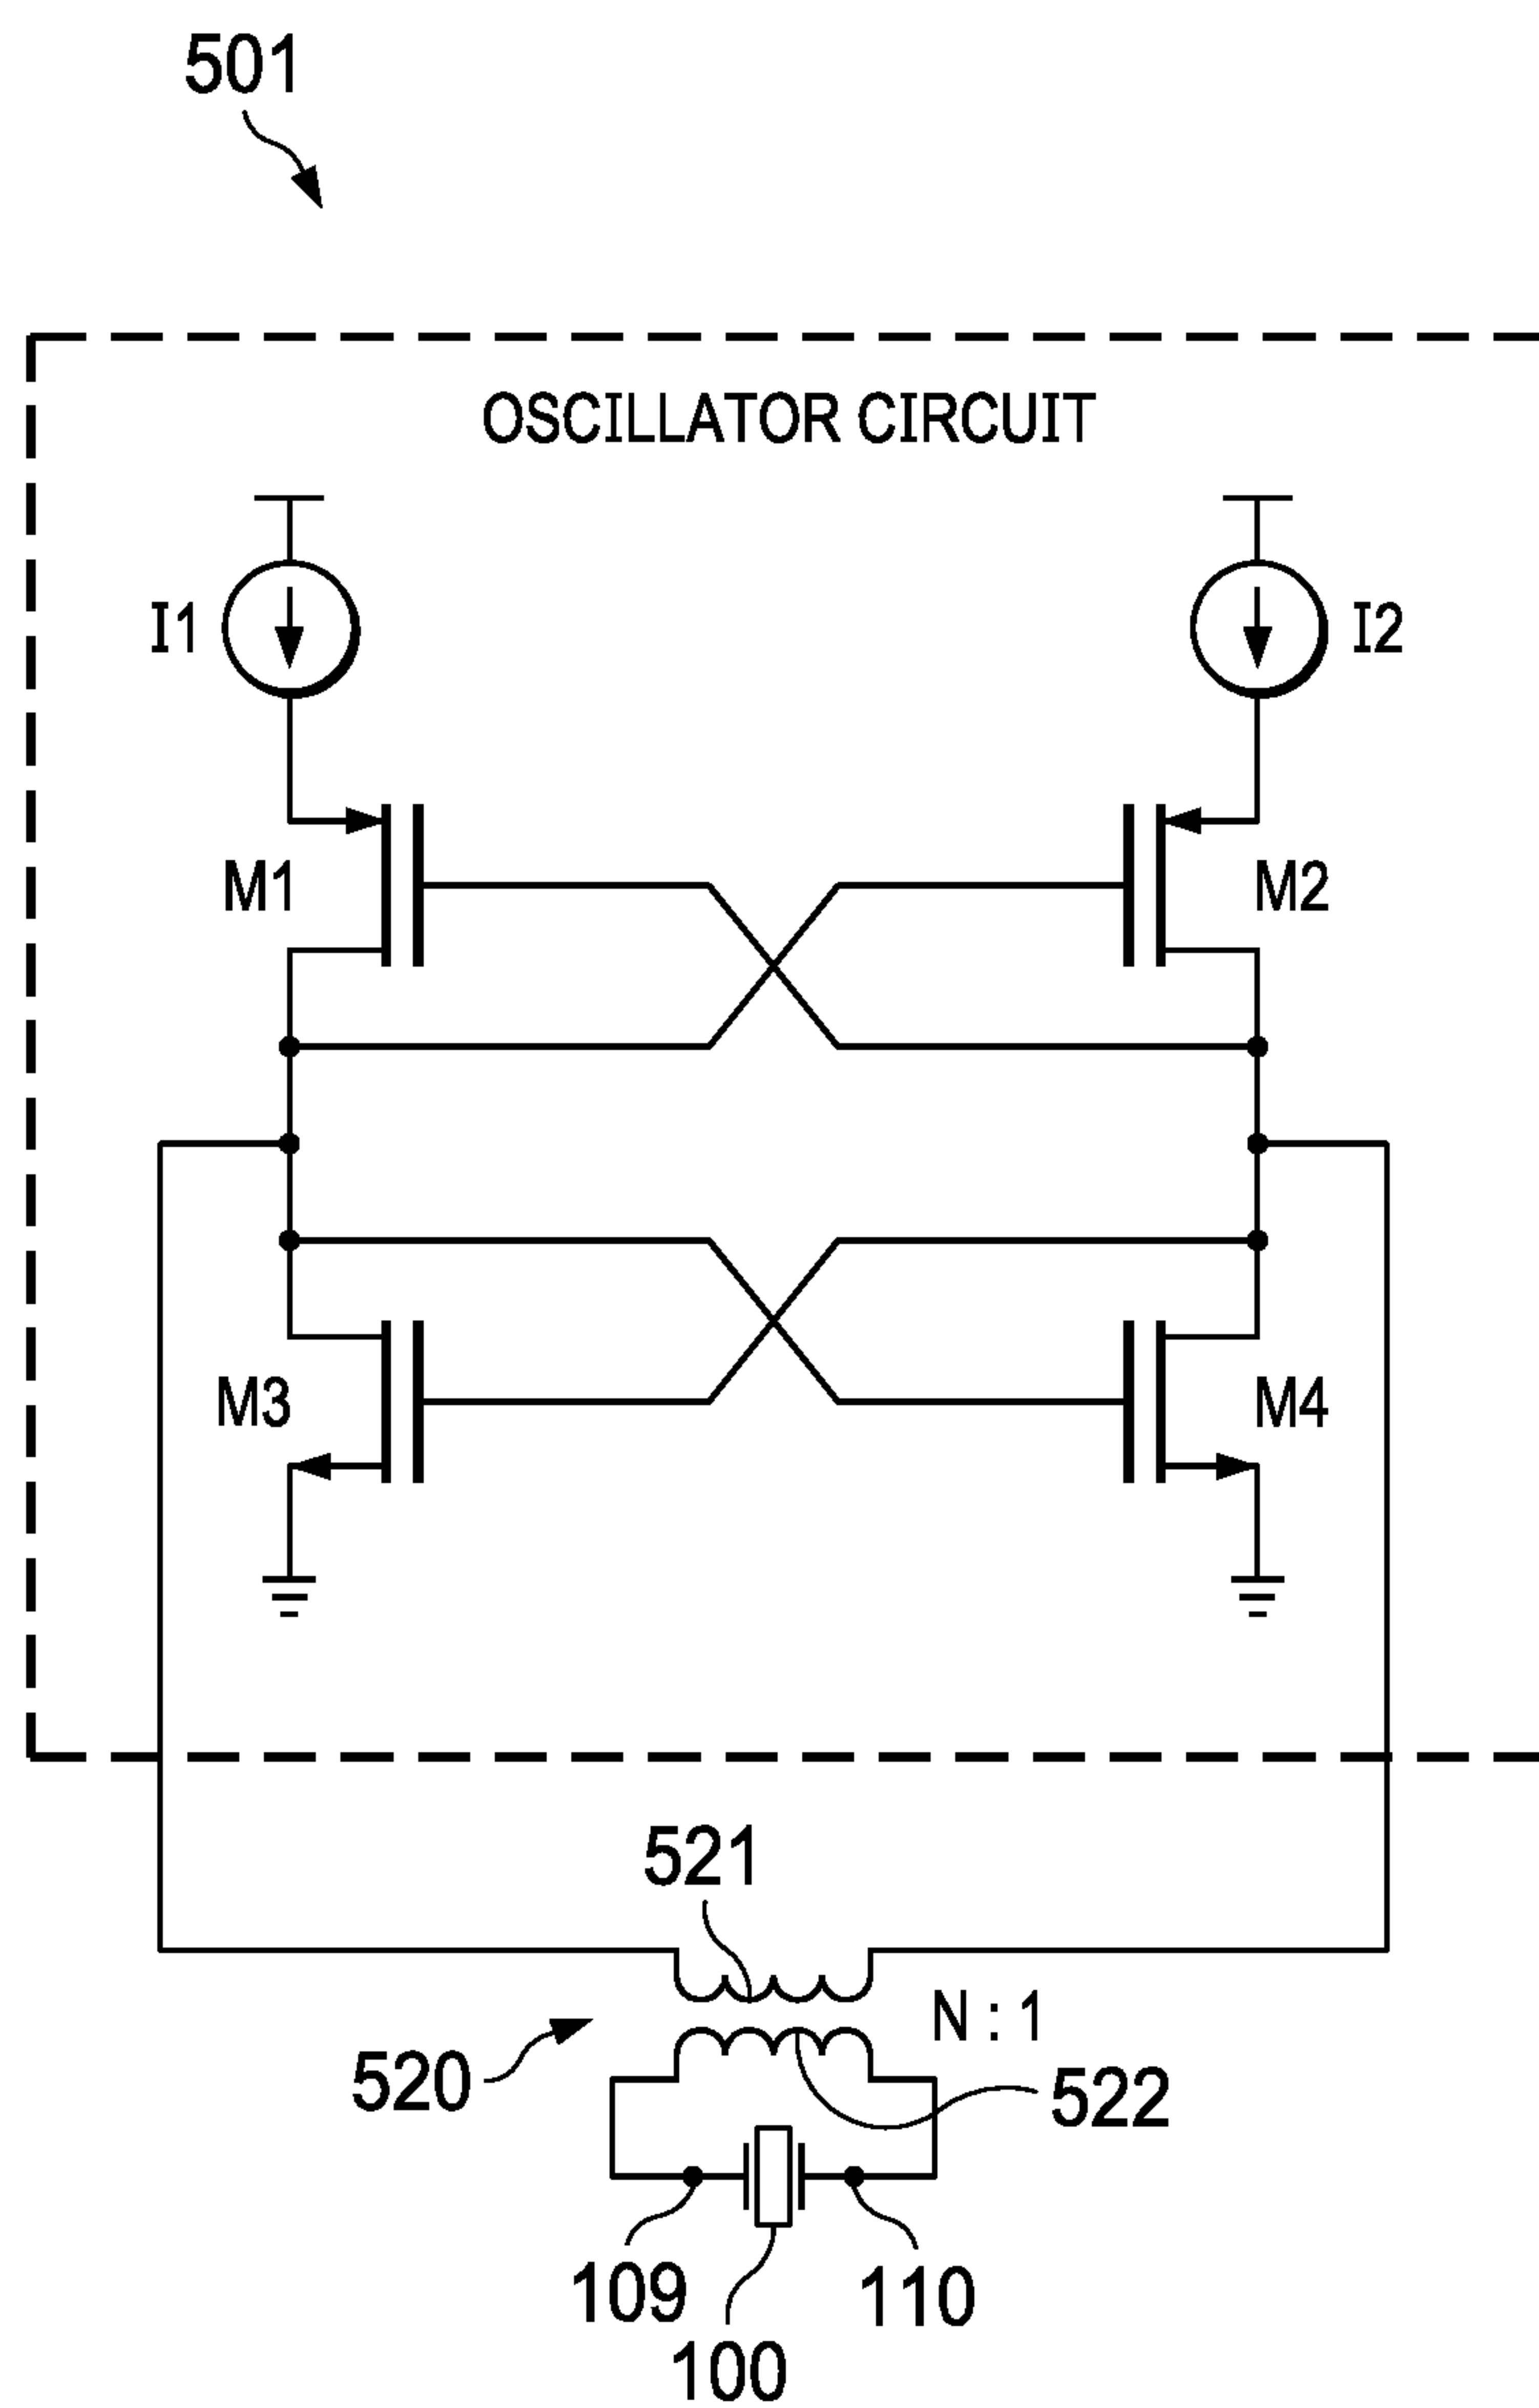 501
OSCILLATOR CIRCUIT
I1
I2
M1
M2
M3
M4
521
N : 1
520
522
109
110
100